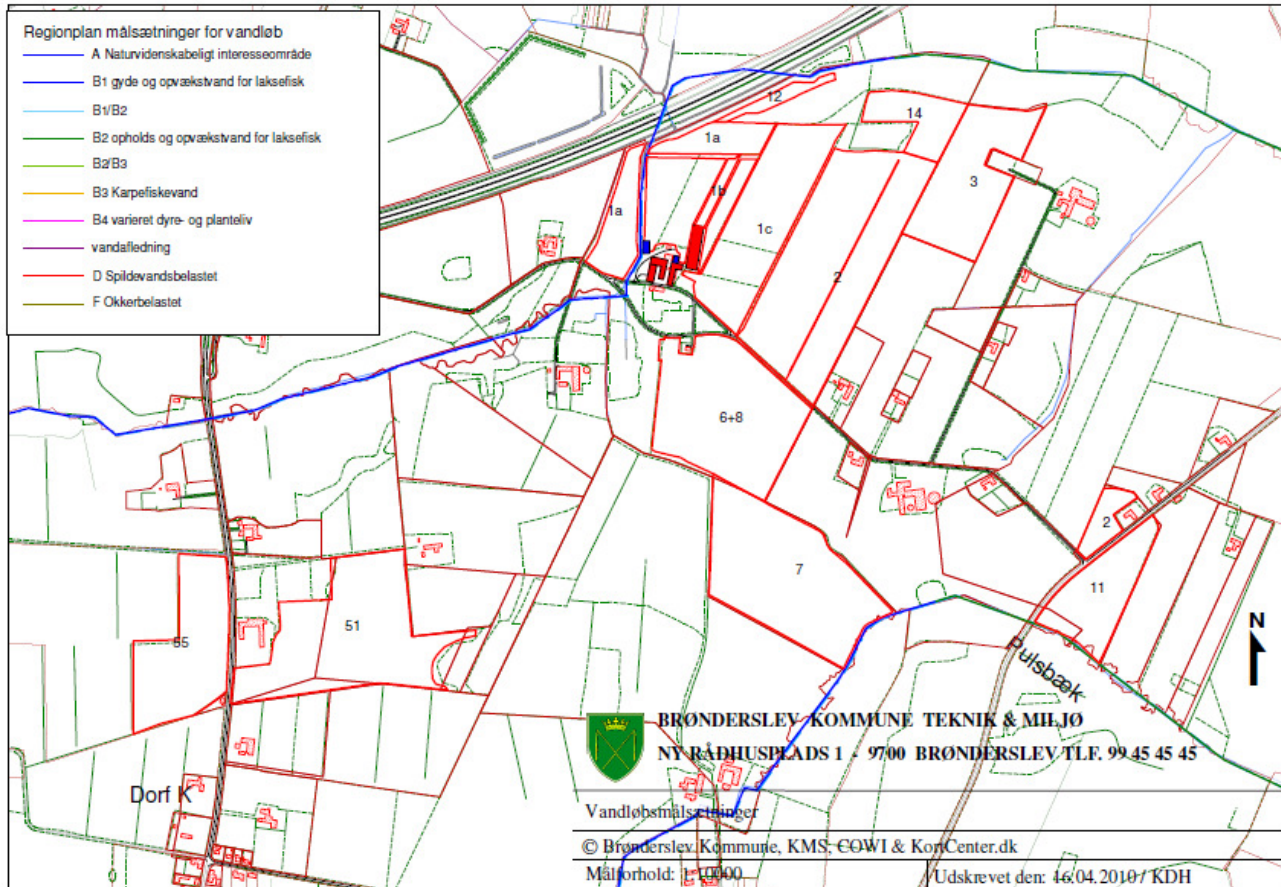 Regionplan målsætninger for vandløb
A Naturvidenskabeligt interesseområde
B1 gyde og opvækstvand for laksefisk
B1/B2
B2 opholds og opvækstvand for laksefisk
B2/B3
B3 Karpefiskevand
B4 varieret dyre- og planteliv
vandafledning
D Spildevandsbelastet
F Okkerbelastet
12
14
1a
3
1b
1a
1c
2
6+8
2
7
11
51
55
N
Pulsbæk
BRØNDERSLEV KOMMUNE TEKNIK & MILJØ
NY RÅDHUSPLADS 1 - 9700 BRØNDERSLEV TLF. 99 45 45 45
Dorf K
Vandløbsmålsætninger
© Brønderslev Kommune, KMS, COWI & KortCenter.dk
Målforhold: 1:10000
Udskrevet den: 16.04.2010 / KDH